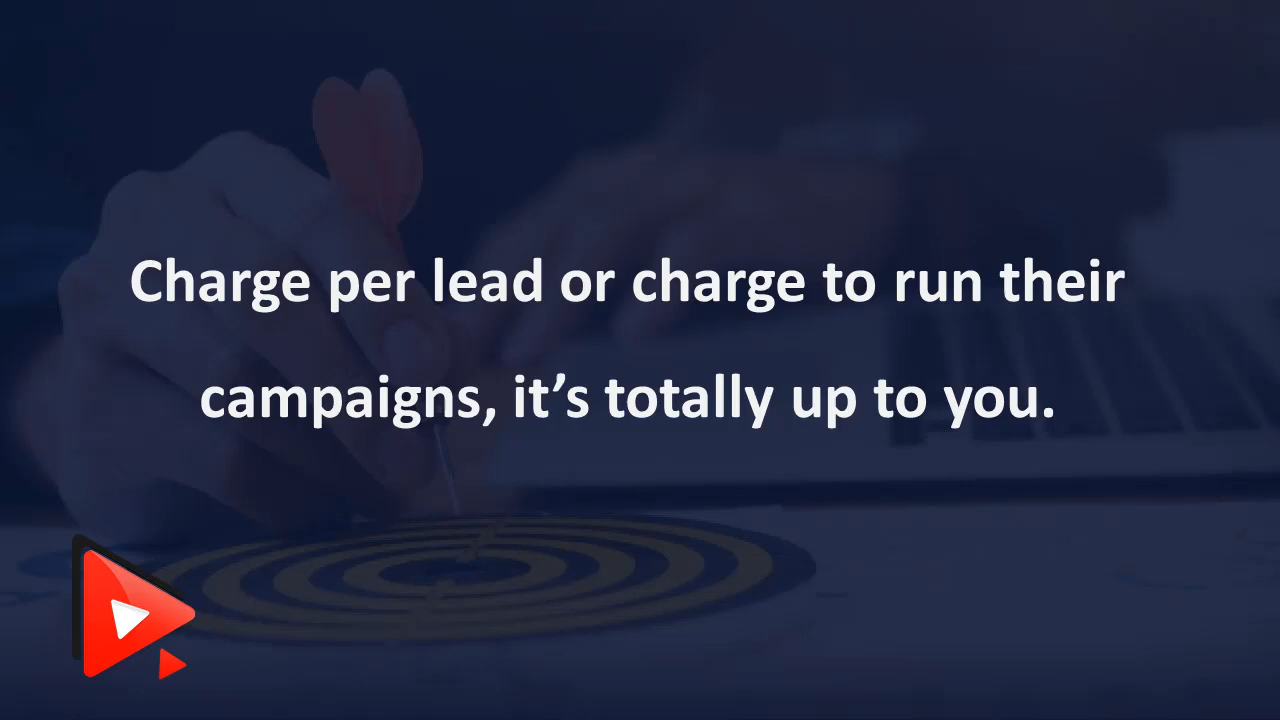 Charge per lead or charge to run their
campaigns, it’s totally up to you.